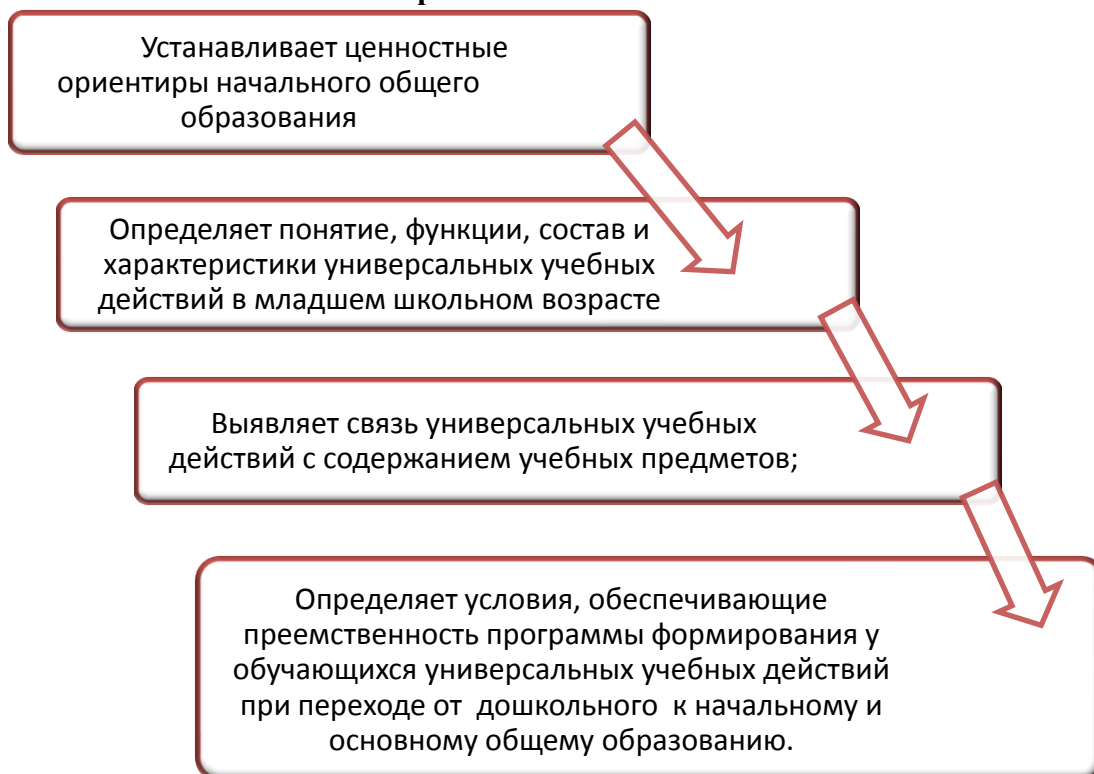 Устанавливает ценностные
ориентиры начального общего
образования
Определяет понятие, функции, состав и
характеристики универсальных учебных
действий в младшем школьном возрасте
Выявляет связь универсальных учебных
действий с содержанием учебных предметов;
Определяет условия, обеспечивающие
преемственность программы формирования у
обучающихся универсальных учебных действий
при переходе от дошкольного к начальному и
основному общему образованию.